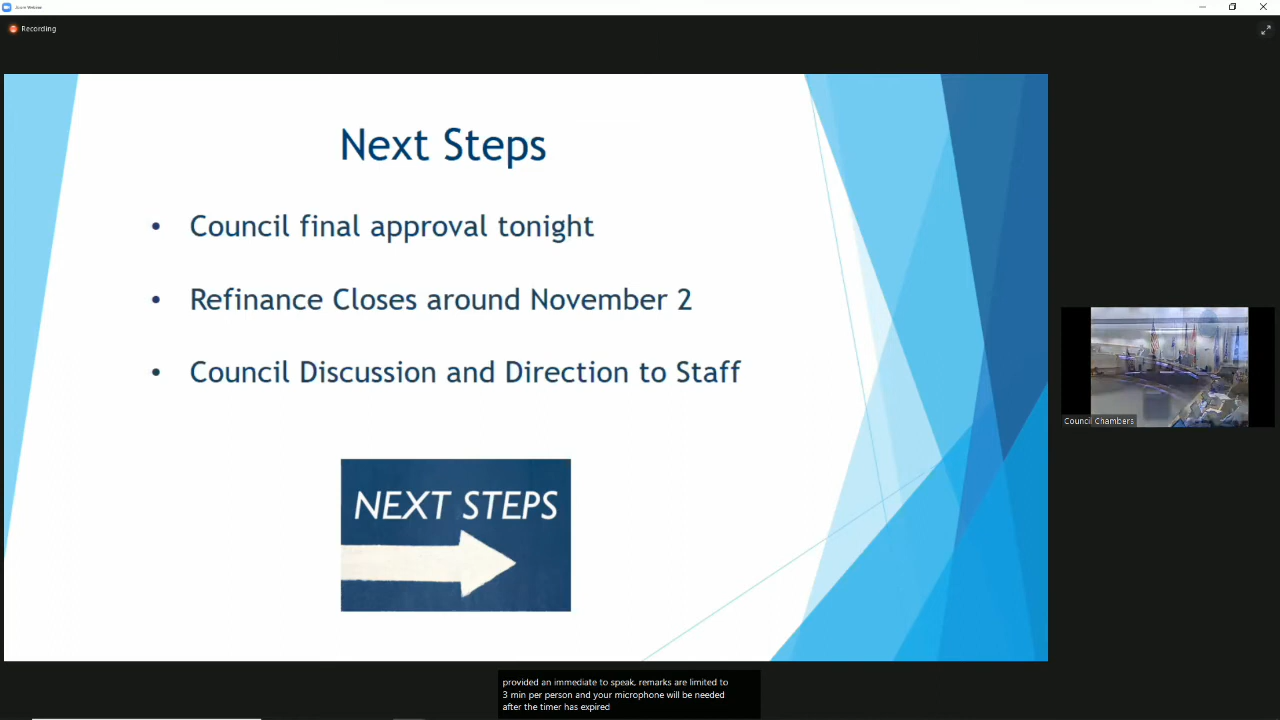 Zoom Webinar
Recording
Next Steps
• Council final approval tonight
• Refinance Closes around November 2
• Council Discussion and Direction to Staff
NEXT STEPS
Council Chambers
provided an immediate to speak, remarks are limited to
3 min per person and your microphone will be needed
after the timer has expired